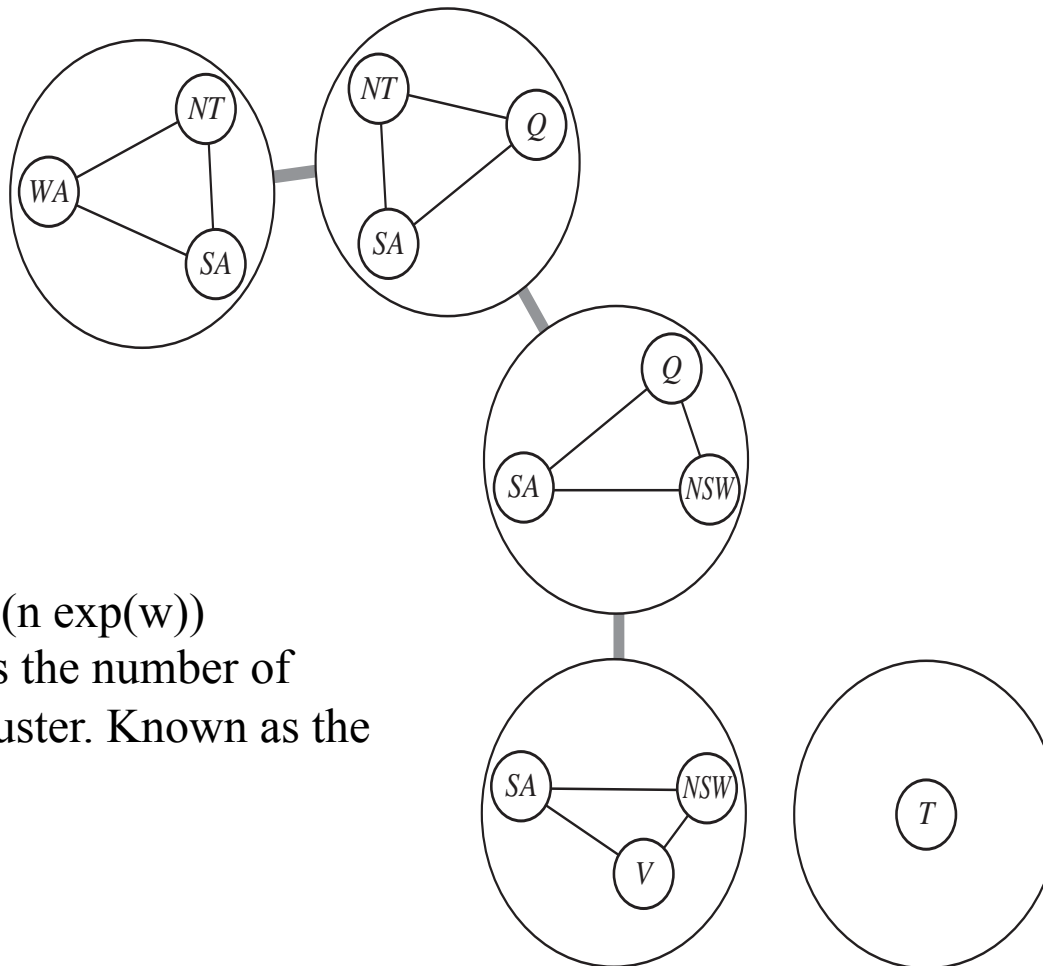 NT
WA
SA
NT
Q
SA
Q
SA
NSW
(n exp(w))
s the number of
uster. Known as the
SA
NSW
V
T